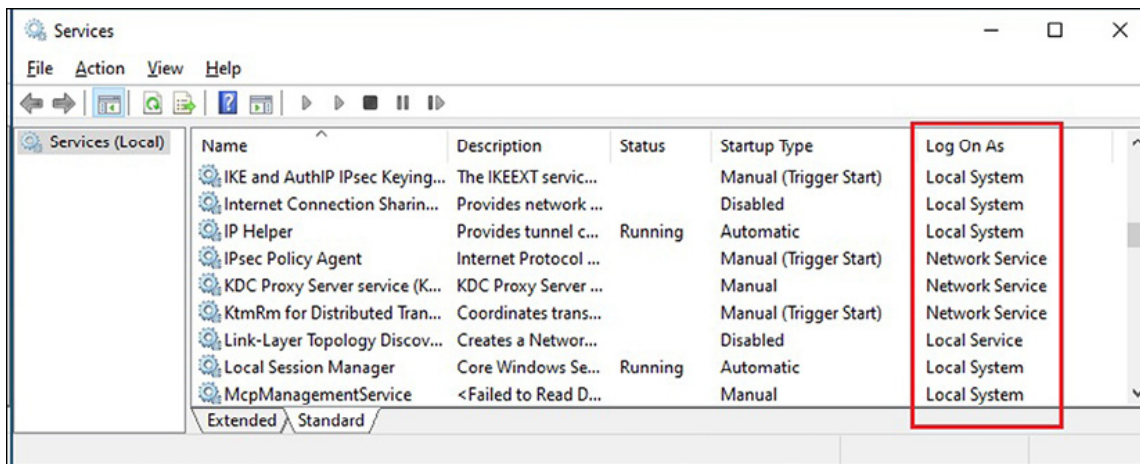 Services
File Action View Help
Services (Local)
Name Description Status Startup Type Log On As
IKE and AuthIP IPsec Keying... The IKEEXT servic... Manual (Trigger Start) Local System
Internet Connection Sharin... Provides network ... Disabled Local System
IP Helper Provides tunnel c... Running Automatic Local System
IPsec Policy Agent Internet Protocol ... Manual (Trigger Start) Network Service
KDC Proxy Server service (K... KDC Proxy Server ... Manual Network Service
KtmRm for Distributed Tran... Coordinates trans... Manual (Trigger Start) Network Service
Link-Layer Topology Discov... Creates a Networ... Disabled Local Service
Local Session Manager Core Windows Se... Running Automatic Local System
McpManagementService <Failed to Read D... Manual Local System
Extended Standard